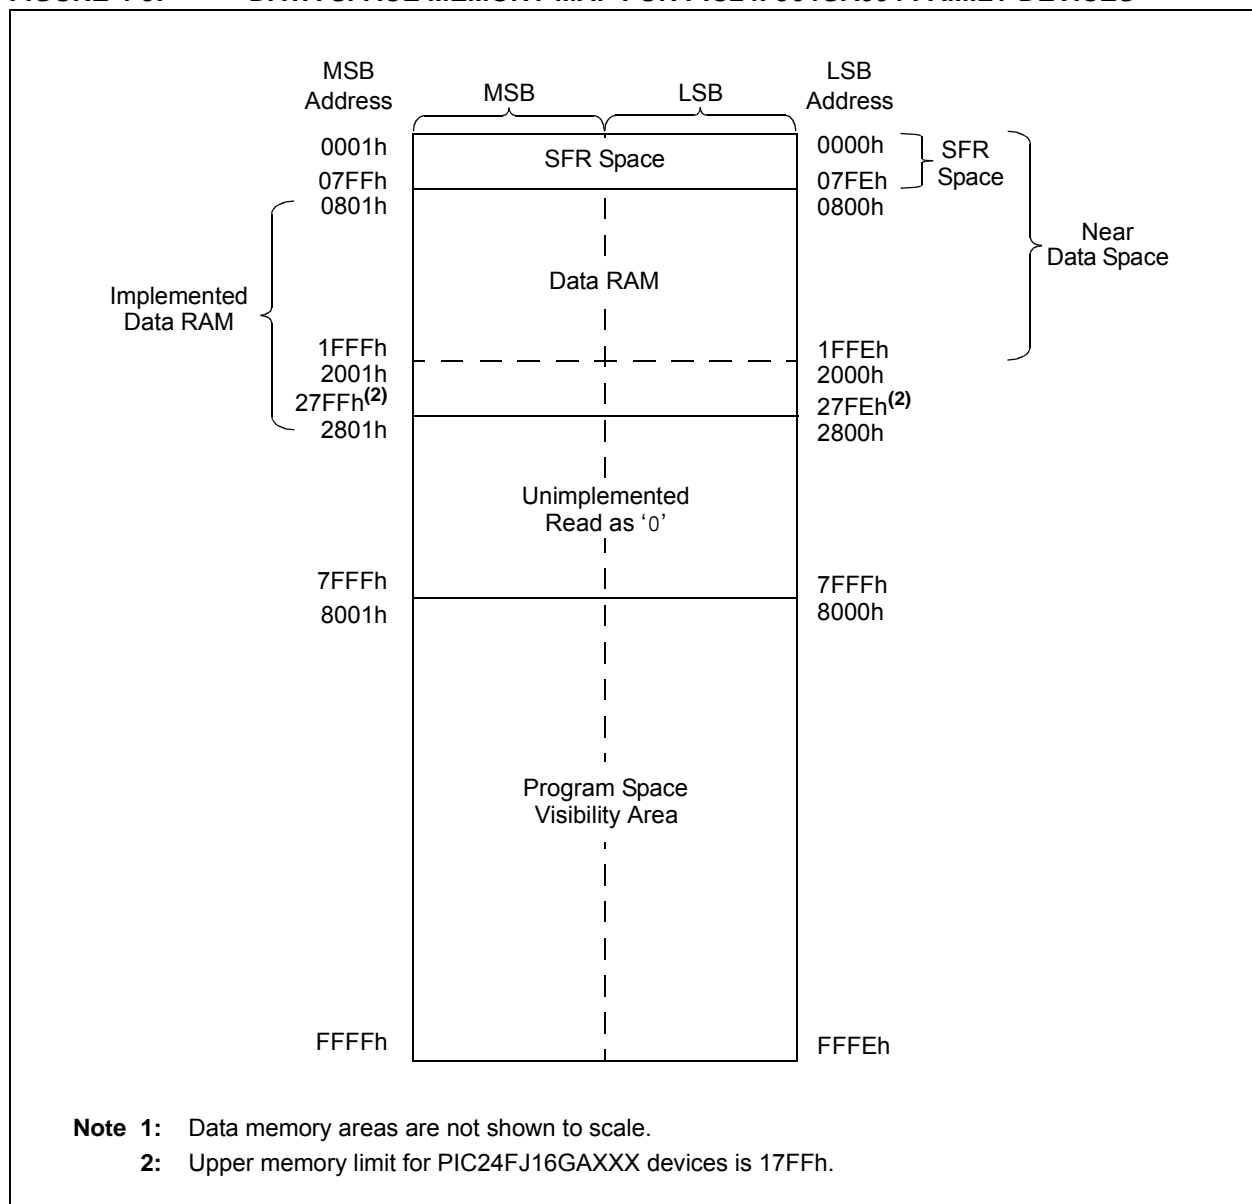 MSB
Address
MSB
LSB
LSB
Address
0001h
SFR Space
0000h
SFR
Space
07FFh
07FEh
0801h
0800h
Near
Data Space
Data RAM
Implemented
Data RAM
1FFFh
1FFEh
2001h
2000h
27FFh(2)
27FEh(2)
2801h
2800h
Unimplemented
Read as ‘0’
7FFFh
7FFFh
8001h
8000h
Program Space
Visibility Area
FFFFh
FFFEh
Note 1: Data memory areas are not shown to scale.
2: Upper memory limit for PIC24FJ16GAXXX devices is 17FFh.